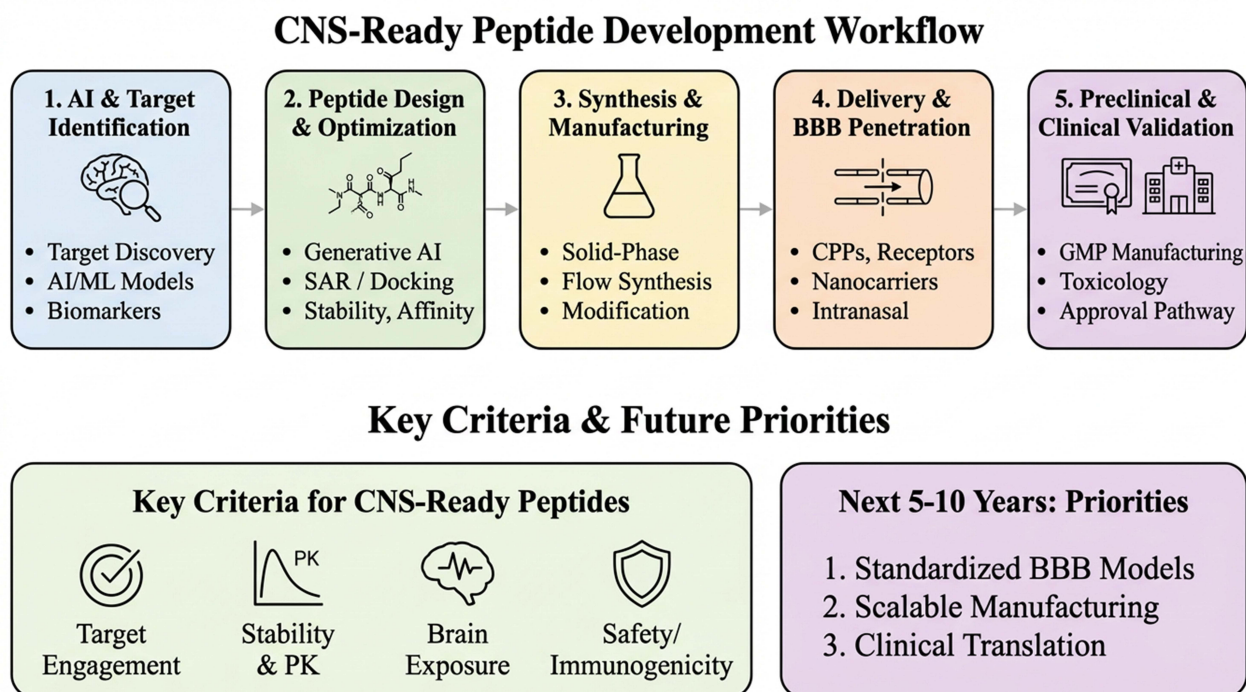 CNS-Ready Peptide Development Workflow
1. AI & Target
Identification
• Target Discovery
• AI/ML Models
• Biomarkers
2. Peptide Design
& Optimization
N
O
O
O
O
NH
O
H
N
O
• Generative AI
• SAR / Docking
• Stability, Affinity
3. Synthesis &
Manufacturing
• Solid-Phase
• Flow Synthesis
• Modification
4. Delivery &
BBB Penetration
• CPPs, Receptors
• Nanocarriers
• Intranasal
5. Preclinical &
Clinical Validation
• GMP Manufacturing
• Toxicology
• Approval Pathway
Key Criteria & Future Priorities
Key Criteria for CNS-Ready Peptides
Target
Engagement
PK
Stability
& PK
Brain
Exposure
Safety/
Immunogenicity
Next 5-10 Years: Priorities
1. Standardized BBB Models
2. Scalable Manufacturing
3. Clinical Translation